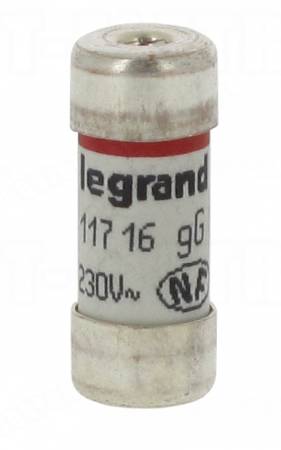 legrand
117 16 gG
230V~ NF